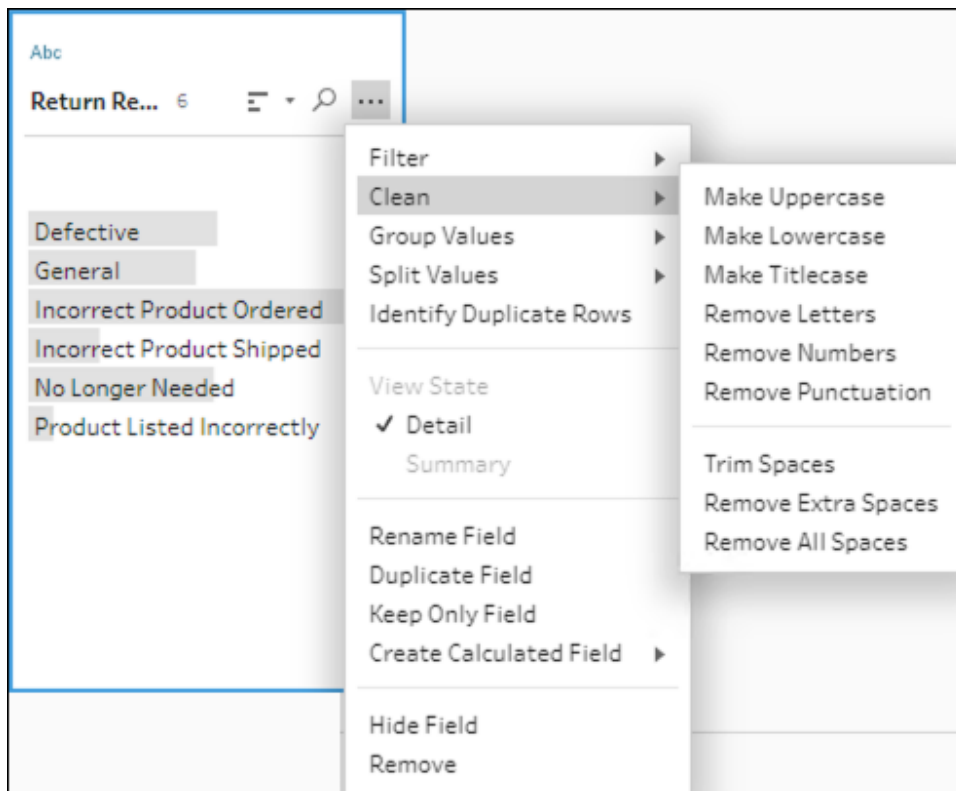 Abc
Return Re... 6
Defective
General
Incorrect Product Ordered
Incorrect Product Shipped
No Longer Needed
Product Listed Incorrectly
Filter
Clean
Group Values
Split Values
Identify Duplicate Rows
View State
Detail
Summary
Rename Field
Duplicate Field
Keep Only Field
Create Calculated Field
Hide Field
Remove
Make Uppercase
Make Lowercase
Make Titlecase
Remove Letters
Remove Numbers
Remove Punctuation
Trim Spaces
Remove Extra Spaces
Remove All Spaces